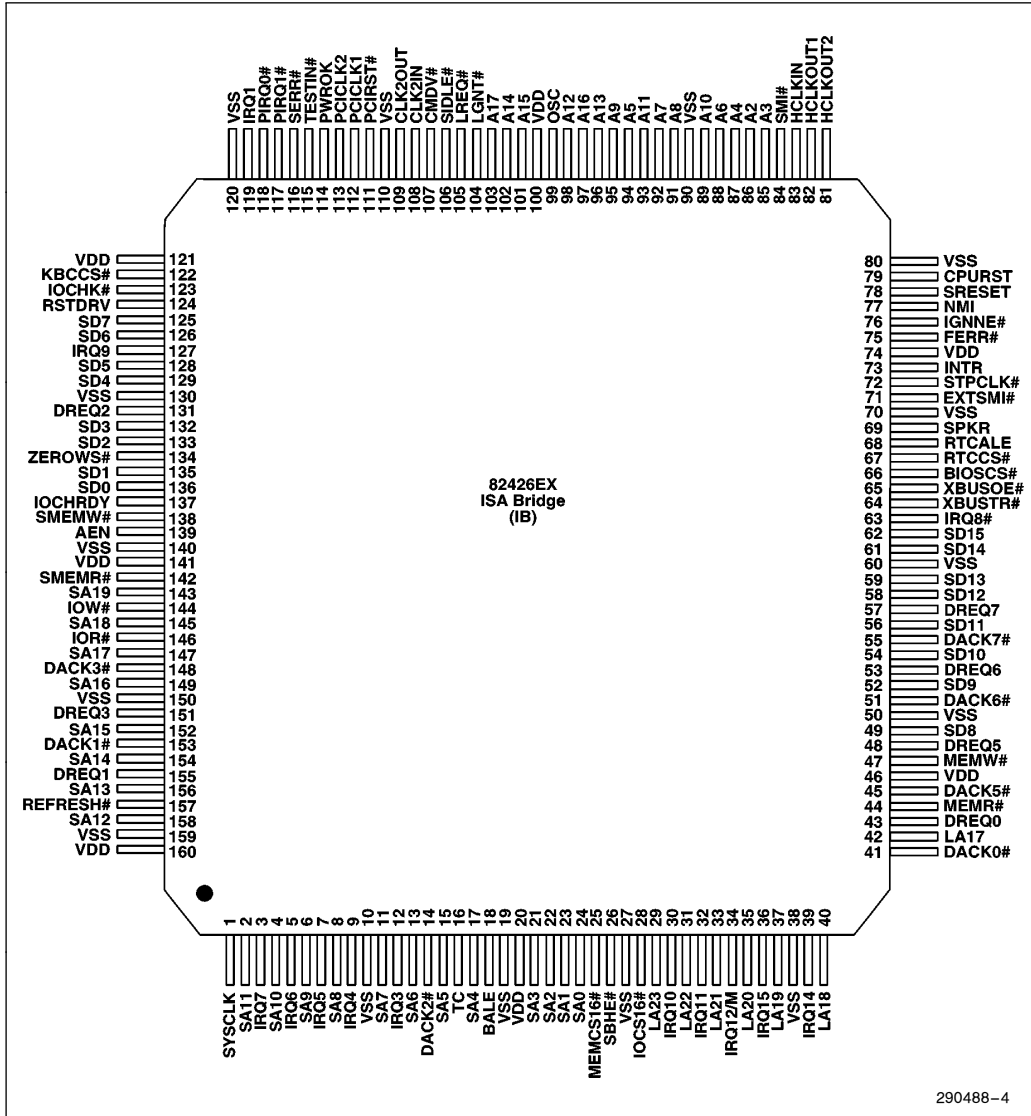 VSS
IRQ1
PIRQ0#
PIRQ1#
SERR#
TESTIN#
PWROK
PCICLK2
PCICLK1
PCIRST#
VSS
CLK2OUT
CLK2IN
CMDV#
SIDLE#
LREQ#
LGNT#
A17
A14
A15
VDD
OSC
A12
A16
A13
A9
A5
A11
A7
A8
VSS
A10
A6
A4
A2
A3
SMI#
HCLKIN
HCLKOUT1
HCLKOUT2
120
119
118
117
116
115
114
113
112
111
110
109
108
107
106
105
104
103
102
101
100
99
98
97
96
95
94
93
92
91
90
89
88
87
86
85
84
83
82
81
VDD 121
KBCCS# 122
IOCHK# 123
RSTDRV 124
SD7 125
SD6 126
IRQ9 127
SD5 128
SD4 129
VSS 130
DREQ2 131
SD3 132
SD2 133
ZEROWS# 134
SD1 135
SD0 136
IOCHRDY 137
SMEMW# 138
AEN 139
VSS 140
VDD 141
SMEMR# 142
SA19 143
IOW# 144
SA18 145
IOR# 146
SA17 147
DACK3# 148
SA16 149
VSS 150
DREQ3 151
SA15 152
DACK1# 153
SA14 154
DREQ1 155
SA13 156
REFRESH# 157
SA12 158
VSS 159
VDD 160
82426EX
ISA Bridge
(IB)
80 VSS
79 CPURST
78 SRESET
77 NMI
76 IGNNE#
75 FERR#
74 VDD
73 INTR
72 STPCLK#
71 EXTSMI#
70 VSS
69 SPKR
68 RTCALE
67 RTCCS#
66 BIOSCS#
65 XBUSOE#
64 XBUSTR#
63 IRQ8#
62 SD15
61 SD14
60 VSS
59 SD13
58 SD12
57 DREQ7
56 SD11
55 DACK7#
54 SD10
53 DREQ6
52 SD9
51 DACK6#
50 VSS
49 SD8
48 DREQ5
47 MEMW#
46 VDD
45 DACK5#
44 MEMR#
43 DREQ0
42 LA17
41 DACK0#
1
2
3
4
5
6
7
8
9
10
11
12
13
14
15
16
17
18
19
20
21
22
23
24
25
26
27
28
29
30
31
32
33
34
35
36
37
38
39
40
SYSCLK
SA11
IRQ7
SA10
IRQ6
SA9
IRQ5
SA8
IRQ4
VSS
SA7
IRQ3
SA6
DACK2#
SA5
TC
SA4
BALE
VSS
VDD
SA3
SA2
SA1
SA0
MEMCS16#
SBHE#
VSS
IOCS16#
LA23
IRQ10
LA22
IRQ11
LA21
IRQ12/M
LA20
IRQ15
LA19
VSS
IRQ14
LA18
290488–4